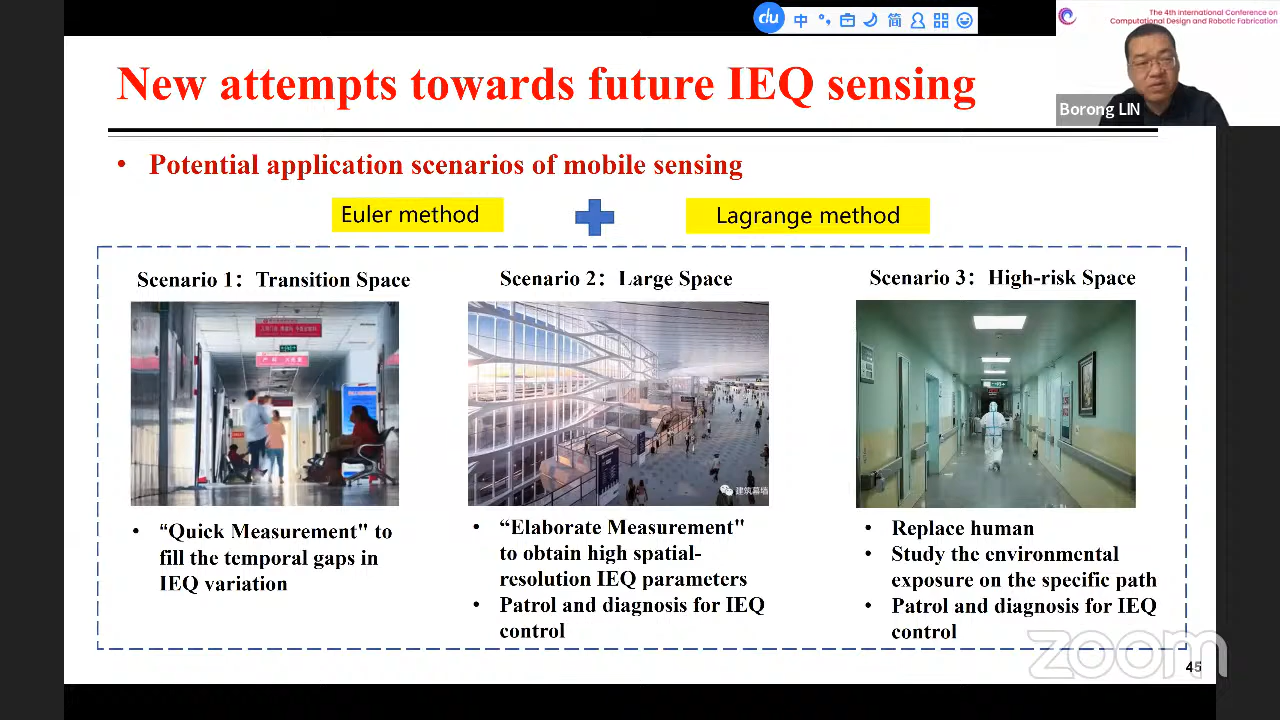 du 中 简
The 4th International Conference on
Computational Design and Robotic Fabrication
New attempts towards future IEQ sensing
Borong LIN
• Potential application scenarios of mobile sensing
Euler method
Lagrange method
Scenario 1： Transition Space
Scenario 2： Large Space
Scenario 3： High-risk Space
建筑幕墙
• “Quick Measurement" to
fill the temporal gaps in
IEQ variation
• “Elaborate Measurement"
to obtain high spatial-
resolution IEQ parameters
• Patrol and diagnosis for IEQ
control
• Replace human
• Study the environmental
exposure on the specific path
• Patrol and diagnosis for IEQ
control
zoom
45